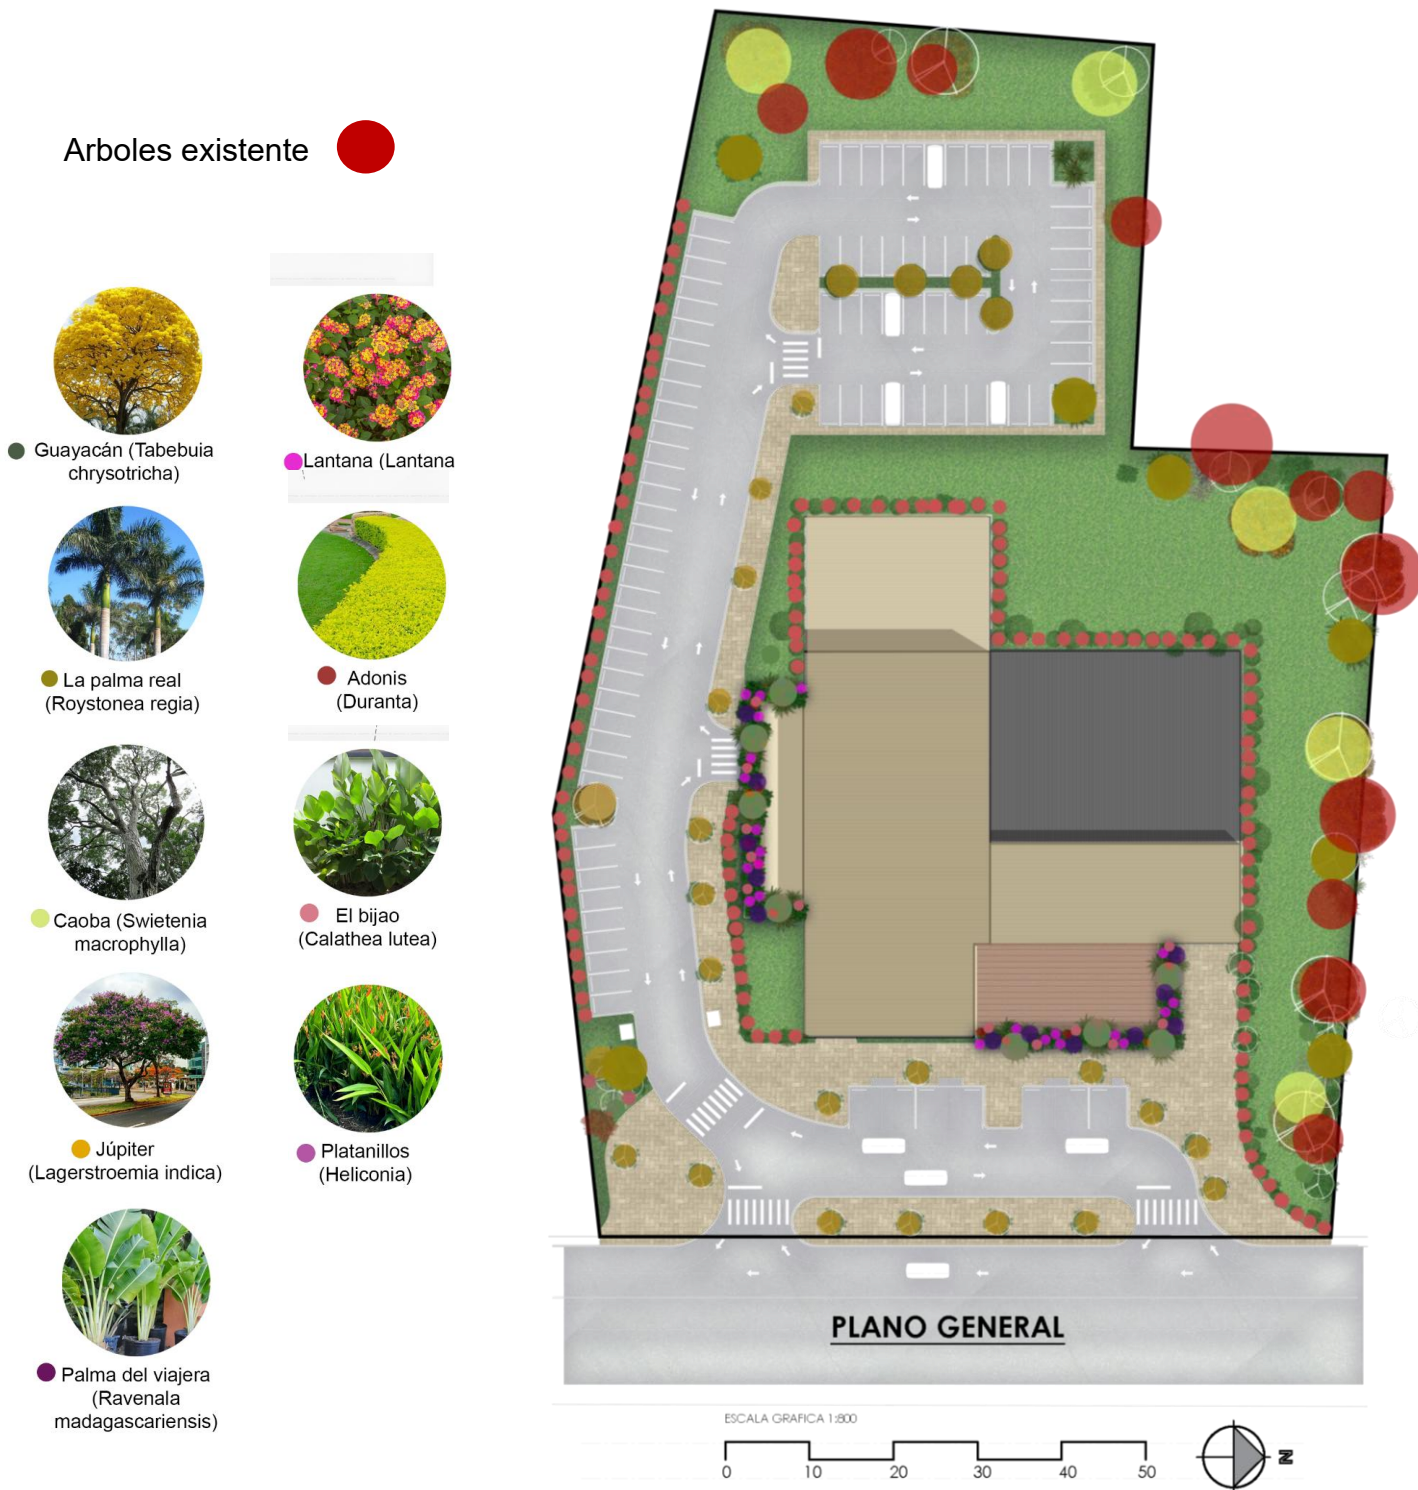 Arboles existente
Guayacán (Tabebuia
chrysotricha)
Lantana (Lantana
La palma real
(Roystonea regia)
Adonis
(Duranta)
Caoba (Swietenia
macrophylla)
El bijao
(Calathea lutea)
Júpiter
(Lagerstroemia indica)
Platanillos
(Heliconia)
Palma del viajera
(Ravenala
madagascariensis)
PLANO GENERAL
ESCALA GRAFICA 1:800
0 10 20 30 40 50
N